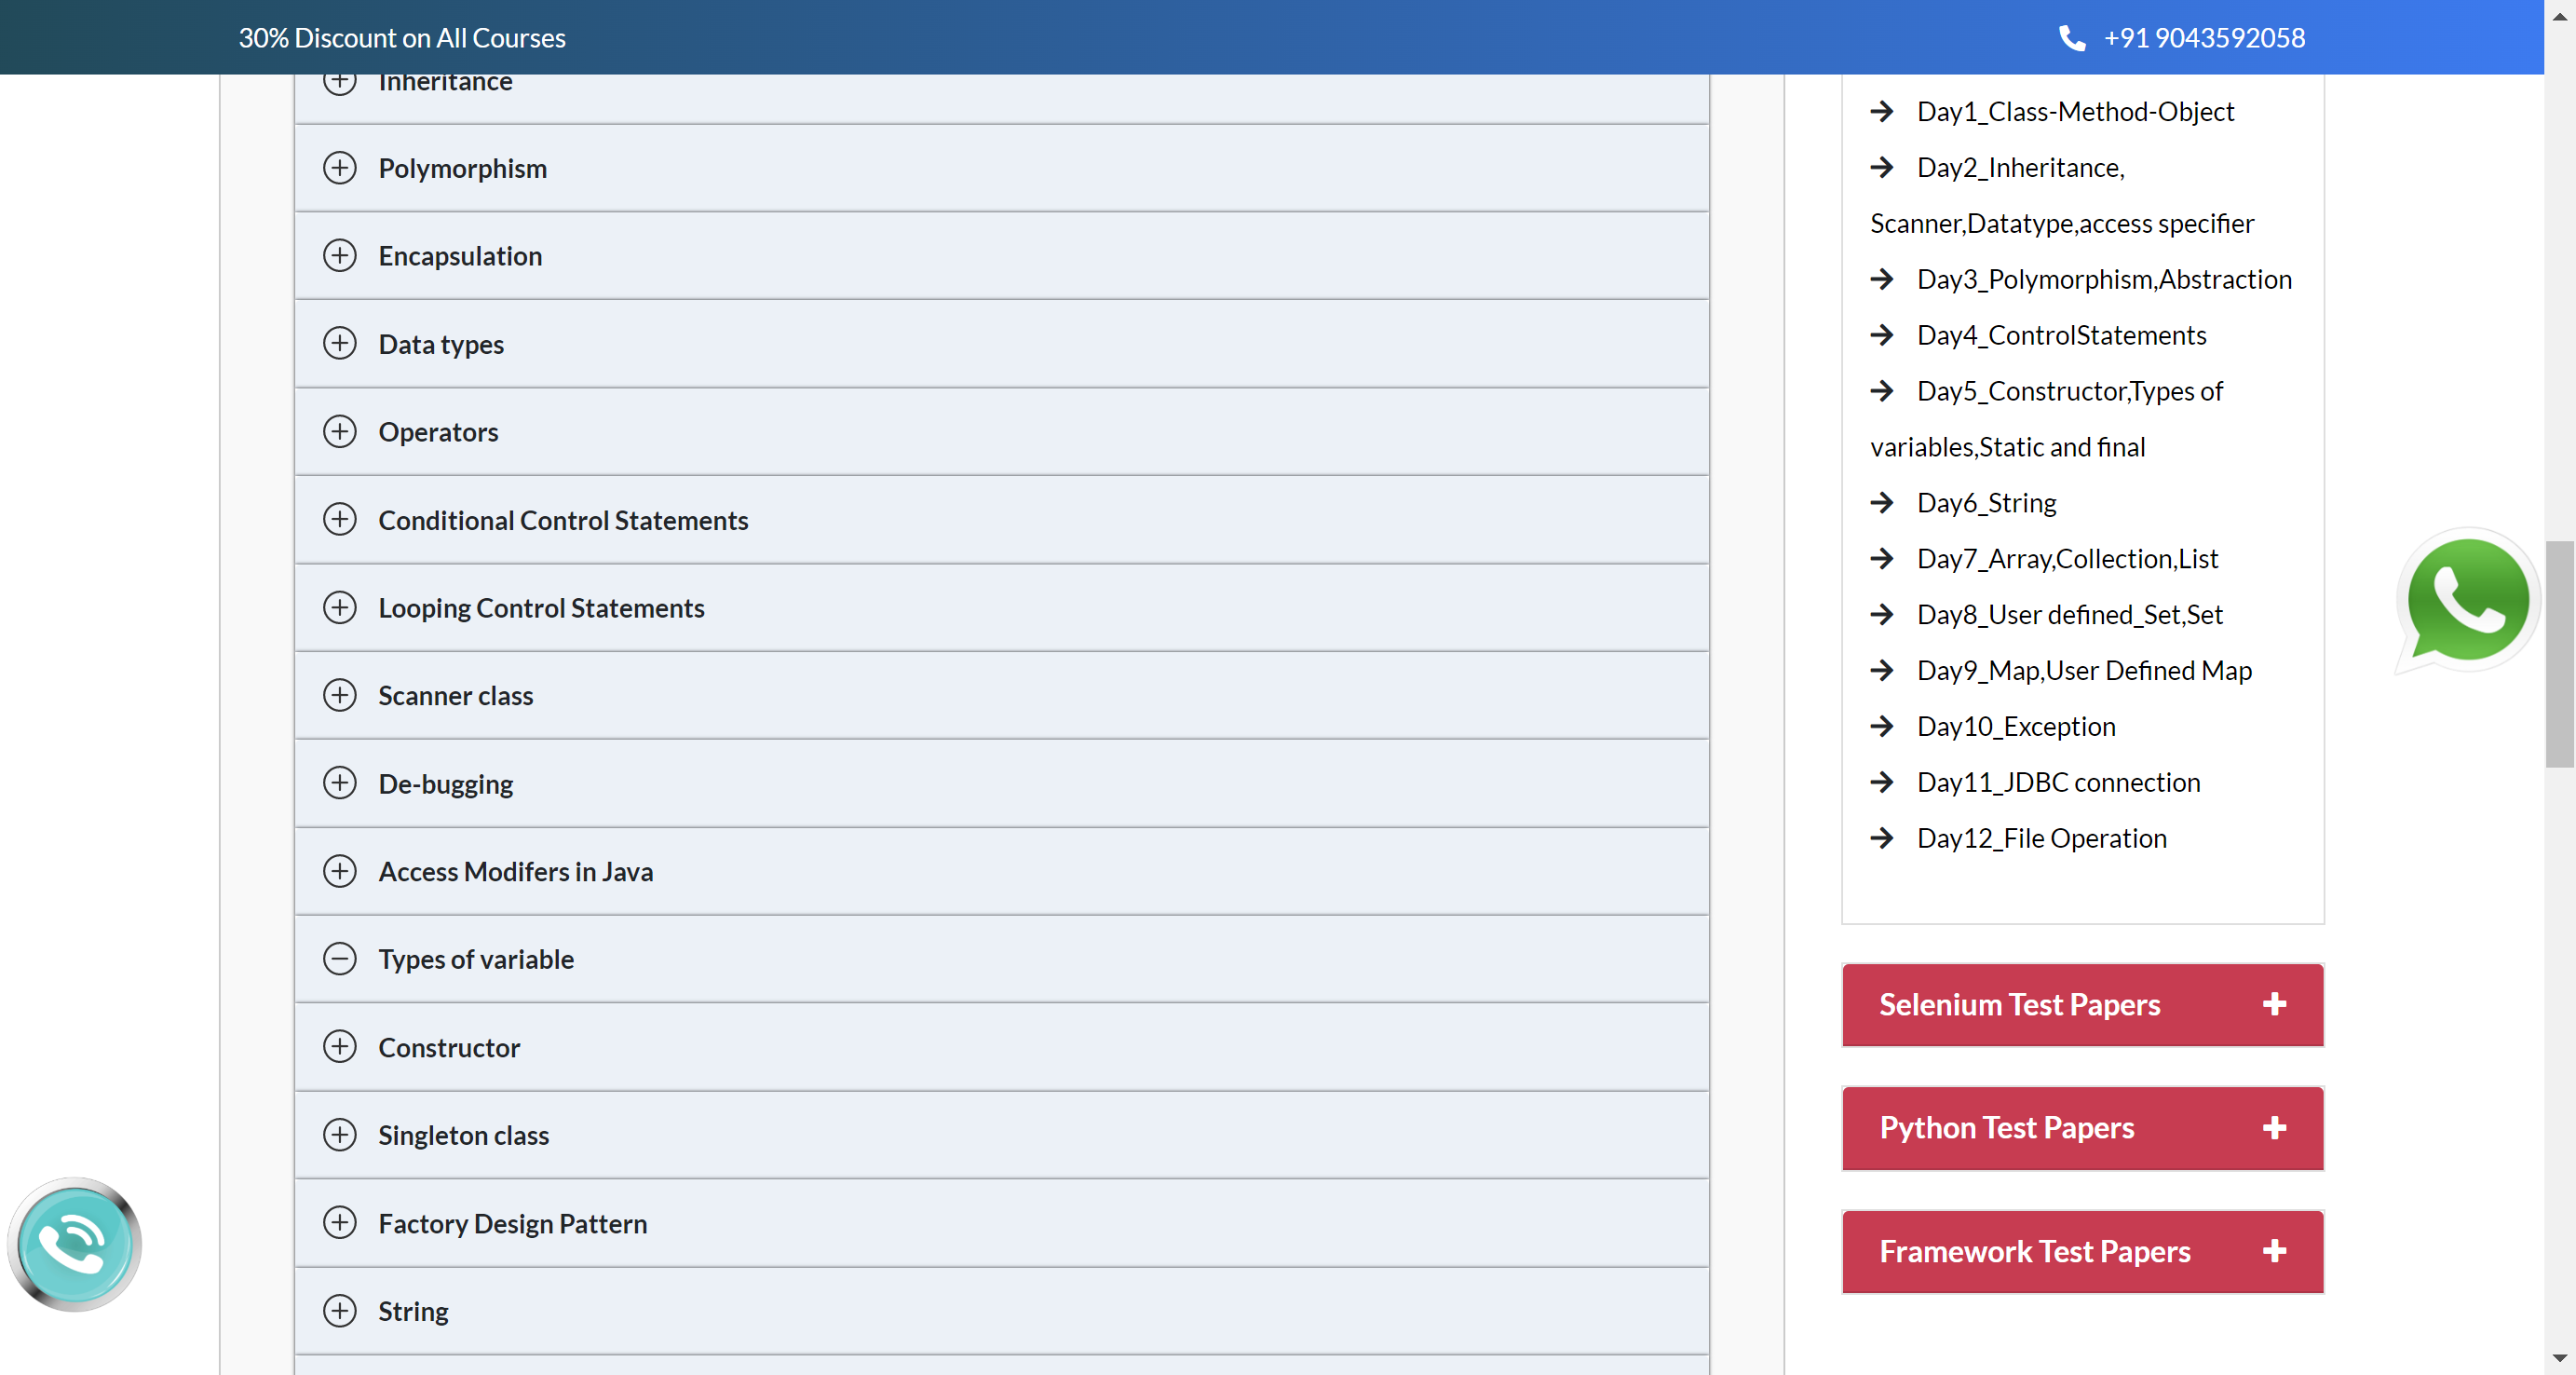 30% Discount on All Courses
+91 9043592058
Inheritance
Polymorphism
Encapsulation
Data types
Operators
Conditional Control Statements
Looping Control Statements
Scanner class
De-bugging
Access Modifers in Java
Types of variable
Constructor
Singleton class
Factory Design Pattern
String
Day1_Class-Method-Object
Day2_Inheritance,
Scanner,Datatype,access specifier
Day3_Polymorphism,Abstraction
Day4_ControlStatements
Day5_Constructor,Types of
variables,Static and final
Day6_String
Day7_Array,Collection,List
Day8_User defined_Set,Set
Day9_Map,User Defined Map
Day10_Exception
Day11_JDBC connection
Day12_File Operation
Selenium Test Papers
Python Test Papers
Framework Test Papers